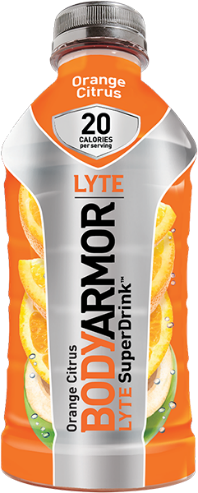 Orange
Citrus
20
CALORIES
per serving
LYTE
Orange Citrus
BODYARMOR
LYTE SuperDrink™